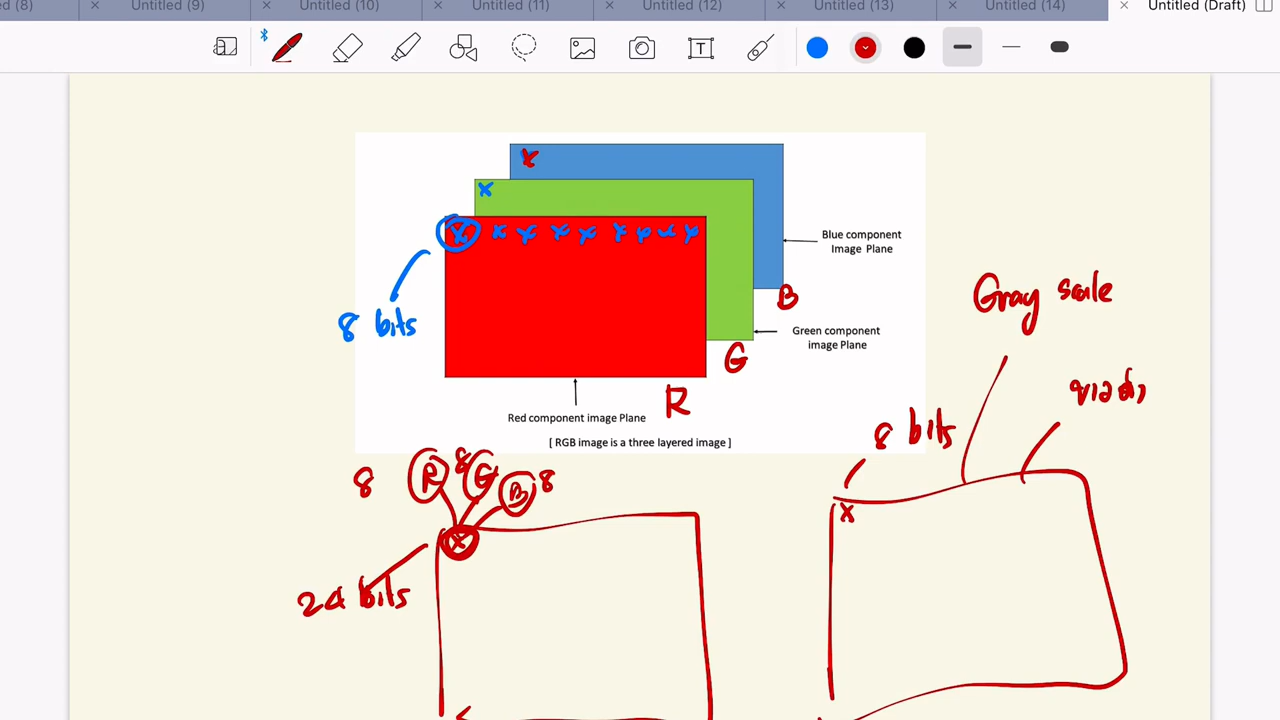 Untitled (9)
Untitled (10)
Untitled (11)
Untitled (12)
Untitled (13)
Untitled (14)
Untitled (Draft)
Blue component
Image Plane
B
Gray scale
8 bits
Green component
image Plane
G
R
Red component image Plane
[ RGB image is a three layered image ]
8 bits
8 R 8 G B 8
24 bits